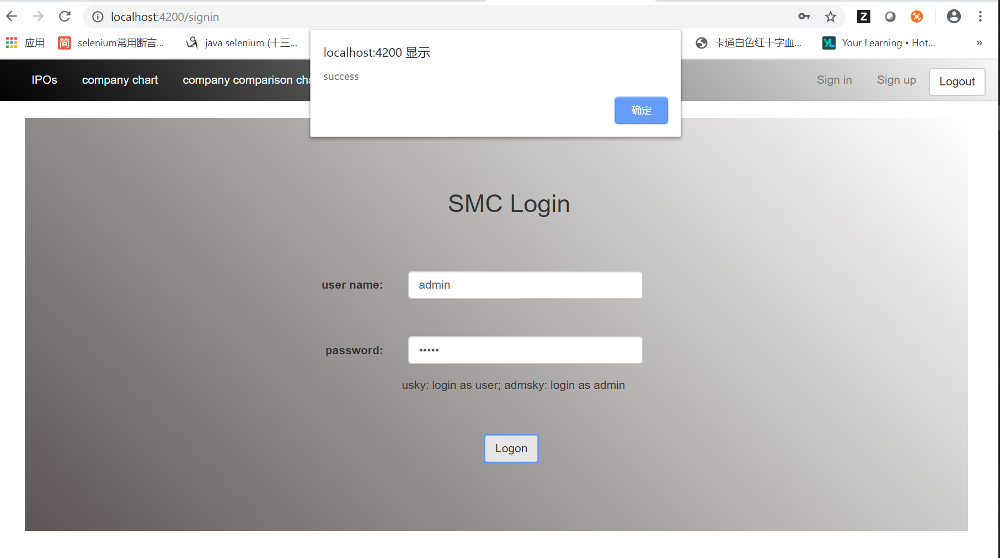 localhost:4200/signin
应用
简
selenium常用断言...
java selenium (十三...
卡通白色红十字血...
YL
Your Learning • Hot...
»
Z
localhost:4200 显示
success
确定
IPOs
company chart
company comparison cha
Sign in
Sign up
Logout
SMC Login
user name:
admin
password:
•••••
usky: login as user; admsky: login as admin
Logon